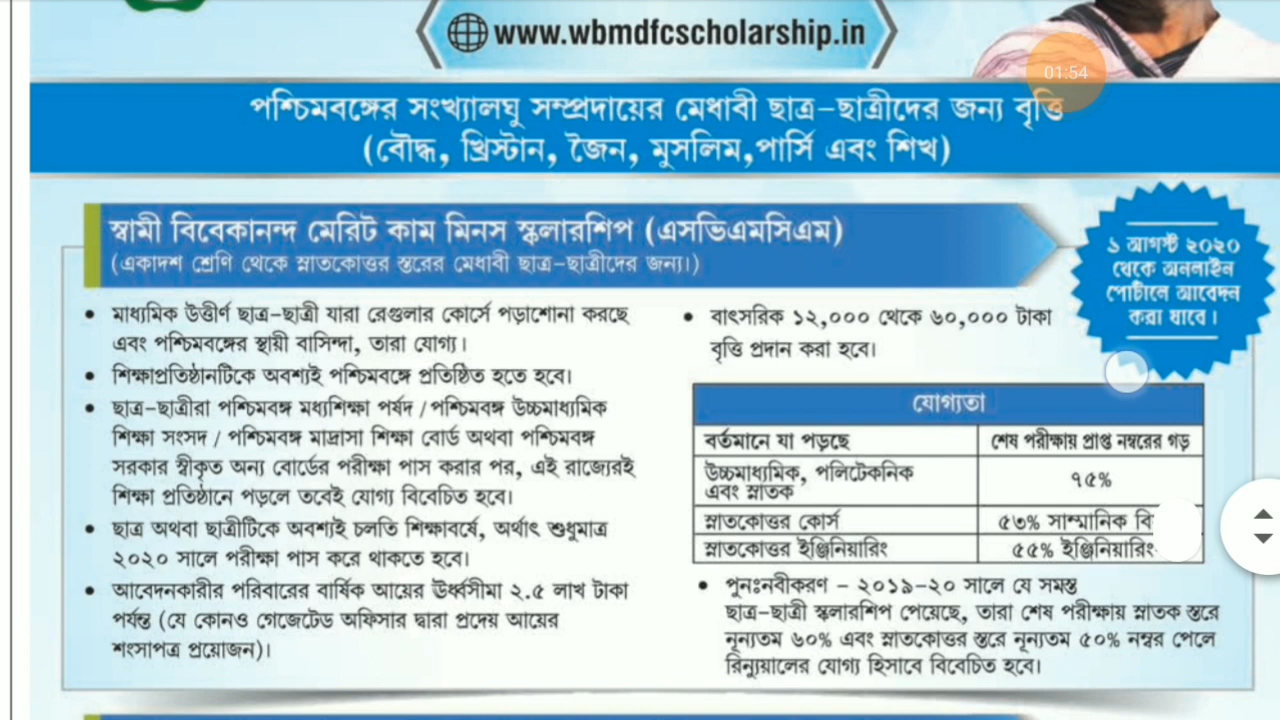 www.wbmdfcscholarship.in
01:54
পশ্চিমবঙ্গের সংখ্যালঘু সম্প্রদায়ের মেধাবী ছাত্র-ছাত্রীদের জন্য বৃত্তি
(বৌদ্ধ, খ্রিস্টান, জৈন, মুসলিম, পার্সি এবং শিখ)
স্বামী বিবেকানন্দ মেরিট কাম মিনস স্কলারশিপ (এসভিএমসিএম)
(একাদশ শ্রেণি থেকে স্নাতকোত্তর স্তরের মেধাবী ছাত্র-ছাত্রীদের জন্য।)
১ আগস্ট ২০২০
থেকে অনলাইন
পোর্টালে আবেদন
করা যাবে।
• মাধ্যমিক উত্তীর্ণ ছাত্র-ছাত্রী যারা রেগুলার কোর্সে পড়াশোনা করছে
এবং পশ্চিমবঙ্গের স্থায়ী বাসিন্দা, তারা যোগ্য।
• শিক্ষাপ্রতিষ্ঠানটিকে অবশ্যই পশ্চিমবঙ্গে প্রতিষ্ঠিত হতে হবে।
• ছাত্র-ছাত্রীরা পশ্চিমবঙ্গ মধ্যশিক্ষা পর্ষদ / পশ্চিমবঙ্গ উচ্চমাধ্যমিক
শিক্ষা সংসদ / পশ্চিমবঙ্গ মাদ্রাসা শিক্ষা বোর্ড অথবা পশ্চিমবঙ্গ
সরকার স্বীকৃত অন্য বোর্ডের পরীক্ষা পাস করার পর, এই রাজ্যেরই
শিক্ষা প্রতিষ্ঠানে পড়লে তবেই যোগ্য বিবেচিত হবে।
• ছাত্র অথবা ছাত্রীটিকে অবশ্যই চলতি শিক্ষাবর্ষে, অর্থাৎ শুধুমাত্র
২০২০ সালে পরীক্ষা পাস করে থাকতে হবে।
• আবেদনকারীর পরিবারের বার্ষিক আয়ের ঊর্ধ্বসীমা ২.৫ লাখ টাকা
পর্যন্ত (যে কোনও গেজেটেড অফিসার দ্বারা প্রদেয় আয়ের
শংসাপত্র প্রয়োজন)।
• বাৎসরিক ১২,০০০ থেকে ৬০,০০০ টাকা
বৃত্তি প্রদান করা হবে।
যোগ্যতা
বর্তমানে যা পড়ছে শেষ পরীক্ষায় প্রাপ্ত নম্বরের গড়
উচ্চমাধ্যমিক, পলিটেকনিক
এবং স্নাতক ৭৫%
স্নাতকোত্তর কোর্স ৫৩% সাম্মানিক
স্নাতকোত্তর ইঞ্জিনিয়ারিং ৫৫% ইঞ্জিনিয়ারিং
• পুনঃনবীকরণ – ২০১৯-২০ সালে যে সমস্ত
ছাত্র-ছাত্রী স্কলারশিপ পেয়েছে, তারা শেষ পরীক্ষায় স্নাতক স্তরে
নূন্যতম ৬০% এবং স্নাতকোত্তর স্তরে নূন্যতম ৫০% নম্বর পেলে
রিন্যুয়ালের যোগ্য হিসাবে বিবেচিত হবে।